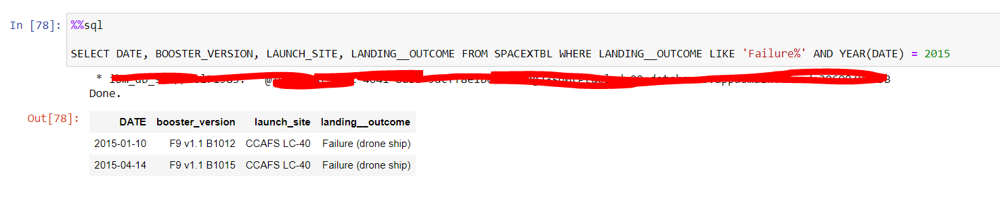 In [78]: %%sql
SELECT DATE, BOOSTER_VERSION, LAUNCH_SITE, LANDING__OUTCOME FROM SPACEXTBL WHERE LANDING__OUTCOME LIKE 'Failure%' AND YEAR(DATE) = 2015
*
Done.
Out[78]:
DATE booster_version launch_site landing__outcome
2015-01-10 F9 v1.1 B1012 CCAFS LC-40 Failure (drone ship)
2015-04-14 F9 v1.1 B1015 CCAFS LC-40 Failure (drone ship)